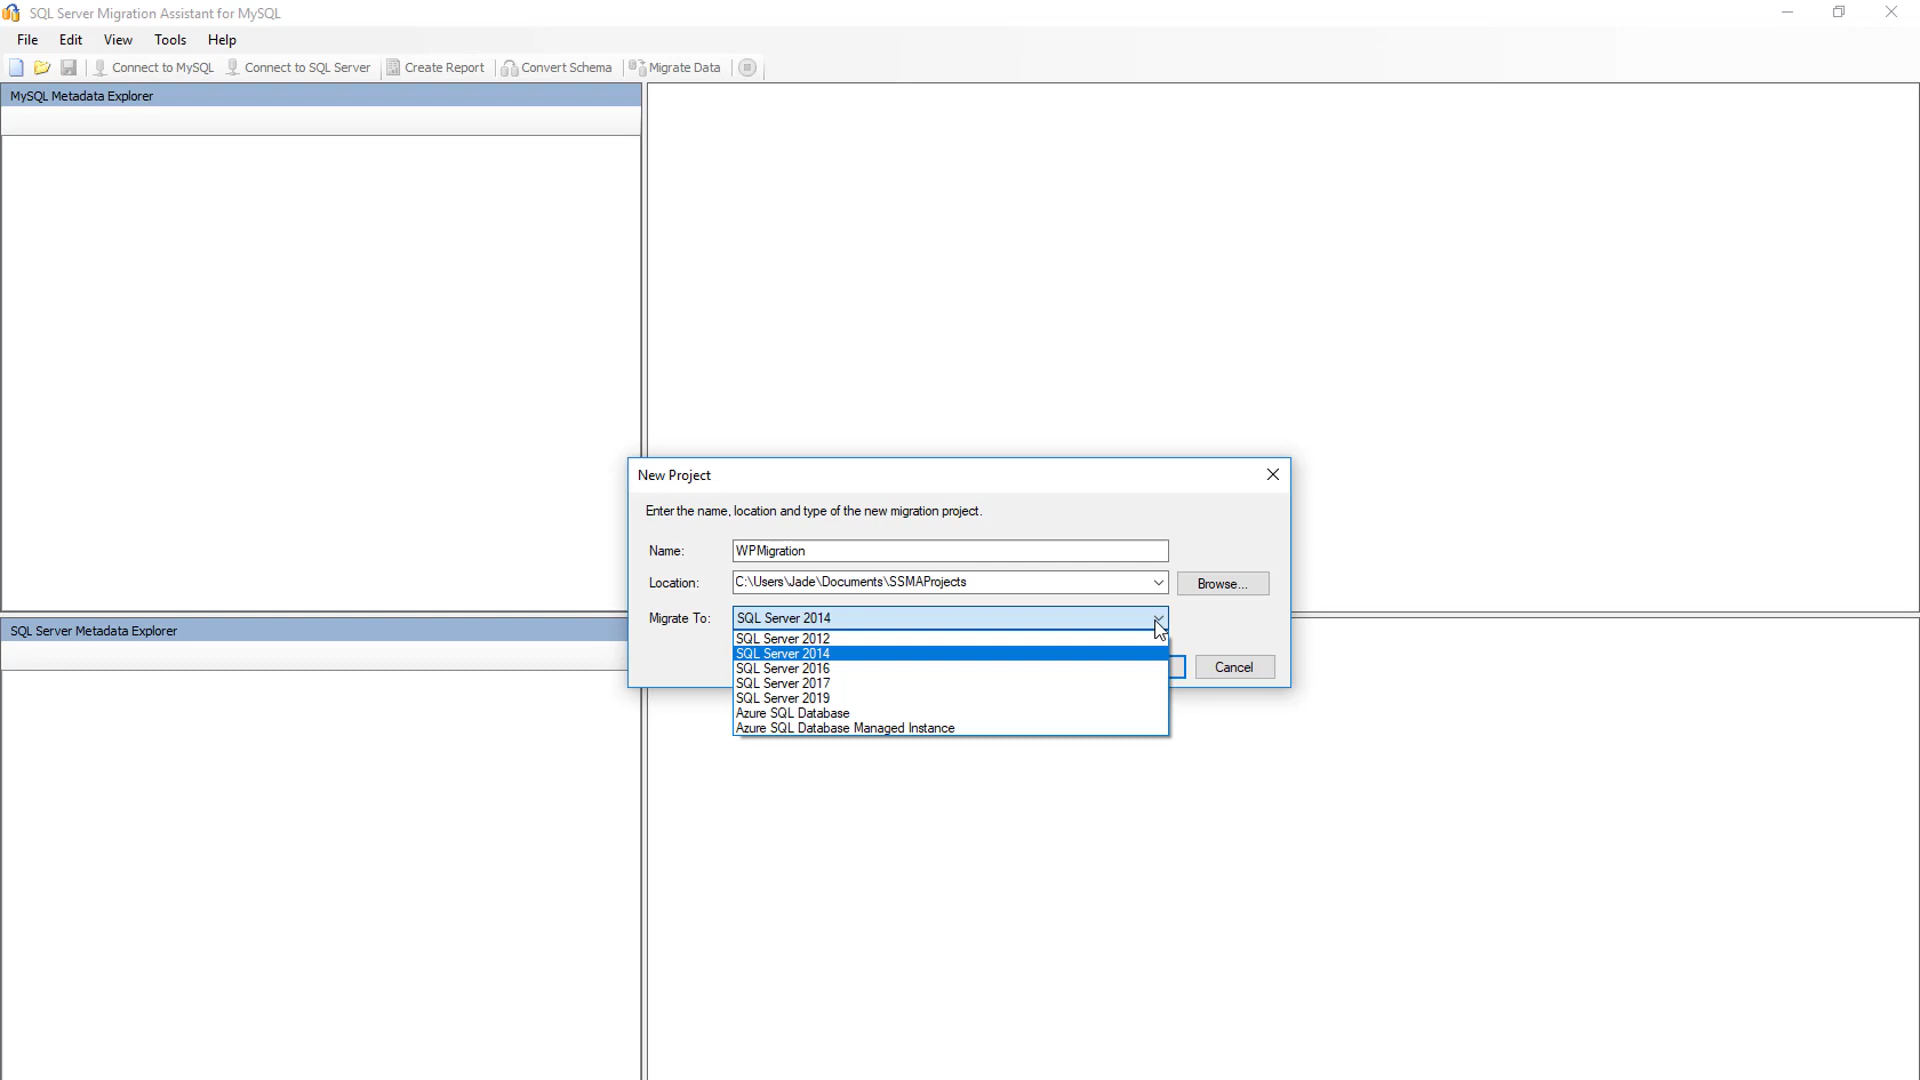 SQL Server Migration Assistant for MySQL
File Edit View Tools Help
Connect to MySQL Connect to SQL Server Create Report Convert Schema Migrate Data
MySQL Metadata Explorer
New Project
Enter the name, location and type of the new migration project.
Name: WPMigration
Location: C:\Users\Jade\Documents\SSMAProjects Browse...
Migrate To: SQL Server 2014
SQL Server Metadata Explorer
SQL Server 2012
SQL Server 2014
SQL Server 2016
Cancel
SQL Server 2017
SQL Server 2019
Azure SQL Database
Azure SQL Database Managed Instance